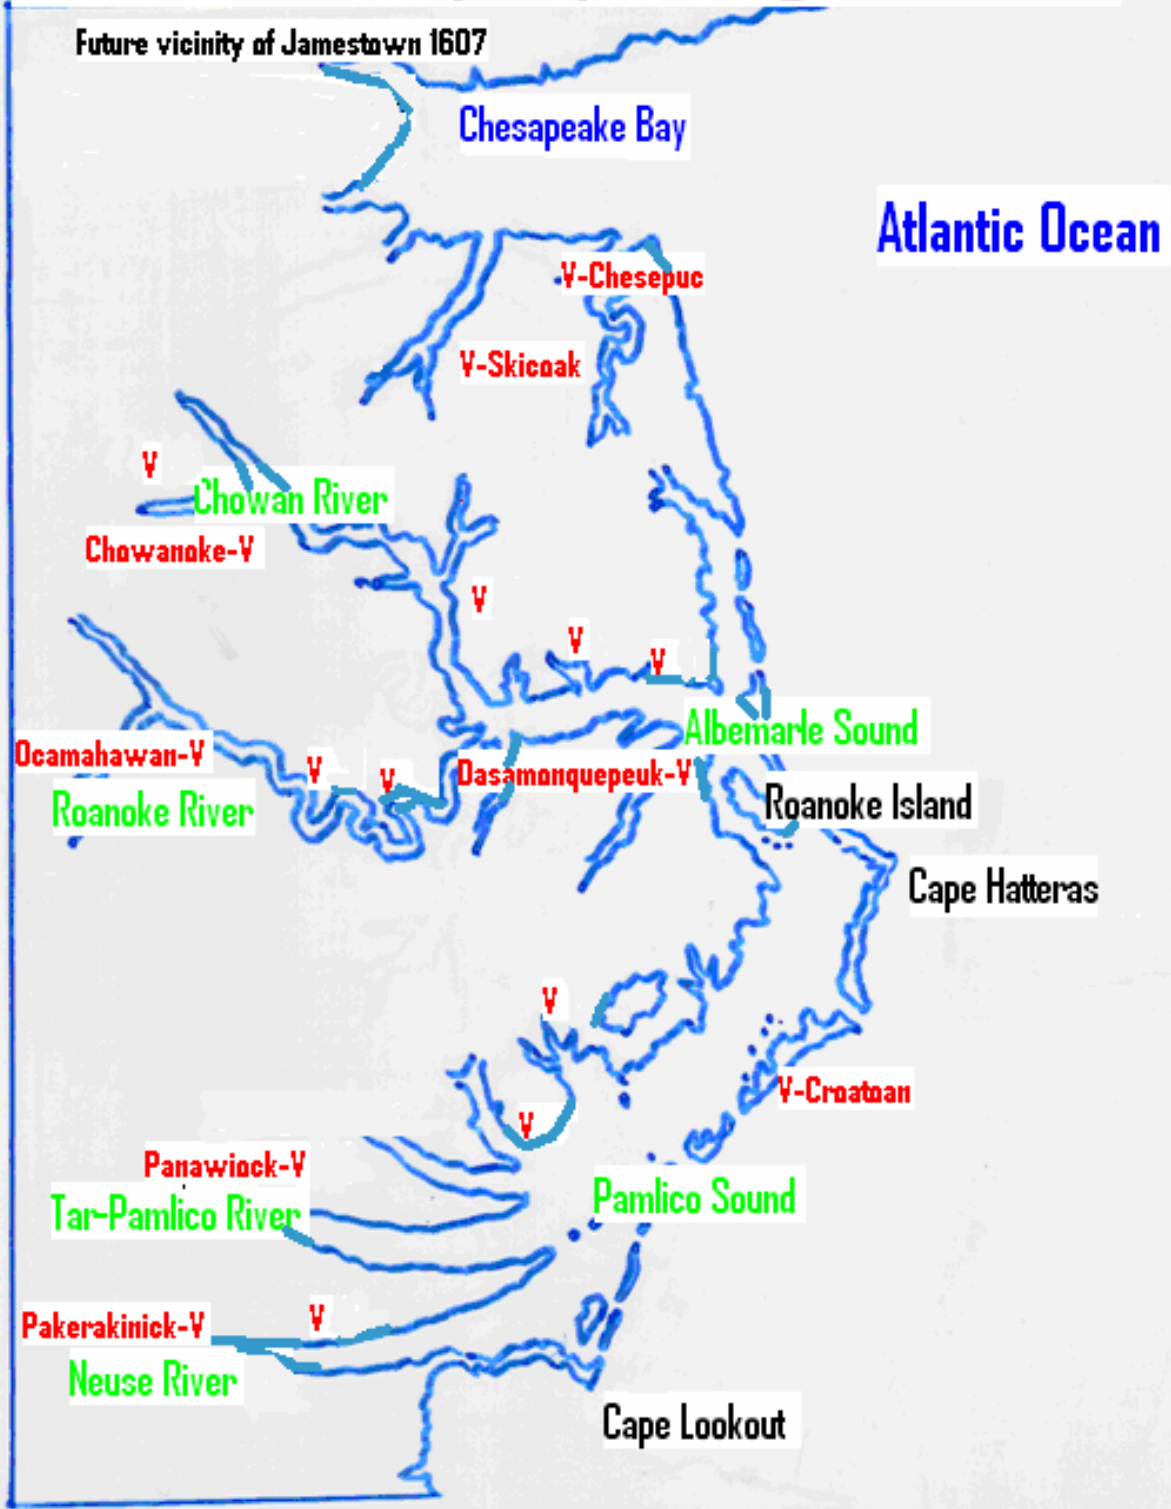 Future vicinity of Jamestown 1607
Chesapeake Bay
Atlantic Ocean
V-Chesepuc
V-Skicoak
V
Chowan River
Chowanoke-V
V
V
V
Albemarle Sound
Ocamahawan-V
V
V
Dasamonquepeuk-V
Roanoke River
Roanoke Island
Cape Hatteras
V
V-Croatoan
V
Panawiock-V
Pamlico Sound
Tar-Pamlico River
V
Pakerakinick-V
Neuse River
Cape Lookout